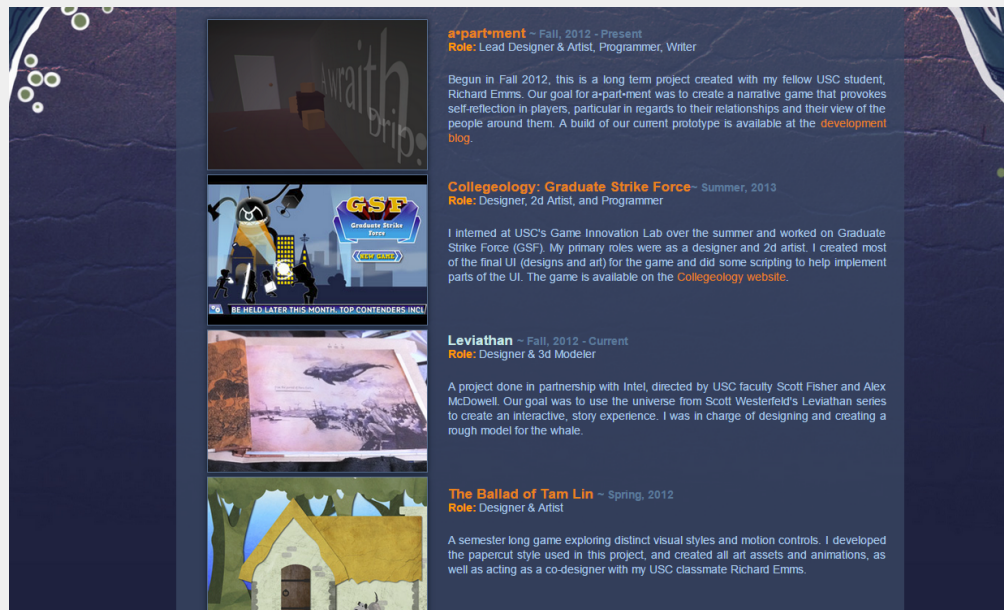 a•part•ment ~ Fall, 2012 - Present
Role: Lead Designer & Artist, Programmer, Writer
Begun in Fall 2012, this is a long term project created with my fellow USC student,
Richard Emms. Our goal for a•part•ment was to create a narrative game that provokes
self-reflection in players, particular in regards to their relationships and their view of the
people around them. A build of our current prototype is available at the development
blog.
A wraith
Drip.
Collegeology: Graduate Strike Force~ Summer, 2013
Role: Designer, 2d Artist, and Programmer
I interned at USC's Game Innovation Lab over the summer and worked on Graduate
Strike Force (GSF). My primary roles were as a designer and 2d artist. I created most
of the final UI (designs and art) for the game and did some scripting to help implement
parts of the UI. The game is available on the Collegeology website.
GSF
Graduate Strike
Force
NEW GAME
BE HELD LATER THIS MONTH. TOP CONTENDERS INCL
Leviathan ~ Fall, 2012 - Current
Role: Designer & 3d Modeler
A project done in partnership with Intel, directed by USC faculty Scott Fisher and Alex
McDowell. Our goal was to use the universe from Scott Westerfeld's Leviathan series
to create an interactive, story experience. I was in charge of designing and creating a
rough model for the whale.
The Ballad of Tam Lin ~ Spring, 2012
Role: Designer & Artist
A semester long game exploring distinct visual styles and motion controls. I developed
the papercut style used in this project, and created all art assets and animations, as
well as acting as a co-designer with my USC classmate Richard Emms.